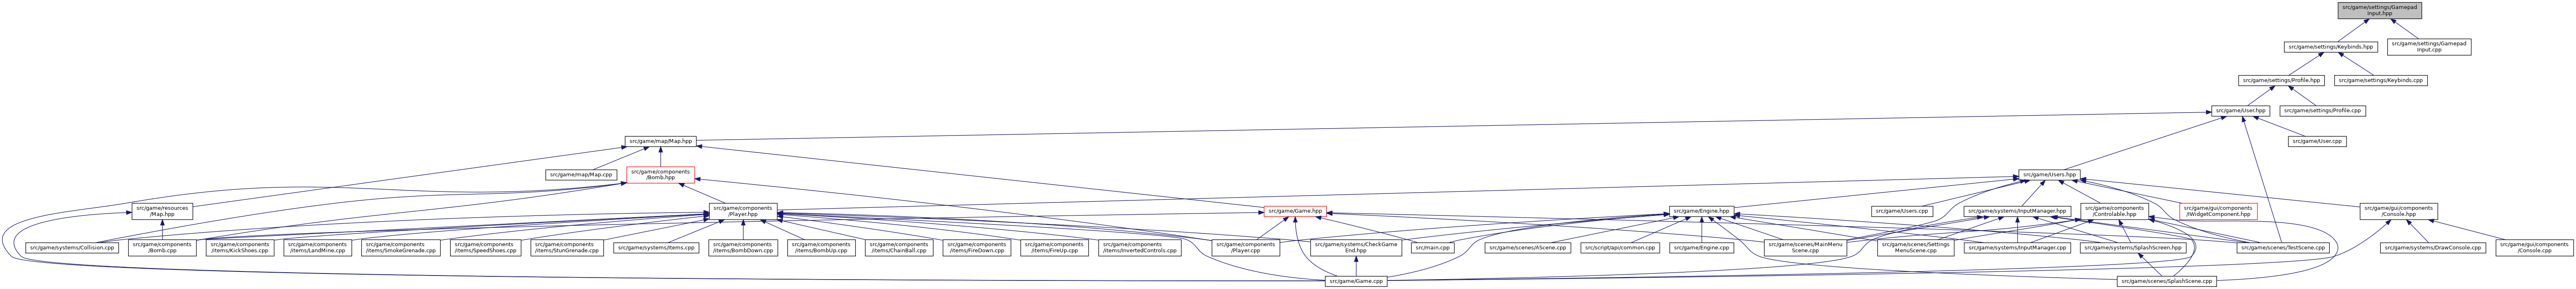 src/game/settings/Gamepad
Input.hpp
src/game/settings/Keybinds.hpp
src/game/settings/Gamepad
Input.cpp
src/game/settings/Profile.hpp
src/game/settings/Keybinds.cpp
src/game/User.hpp
src/game/settings/Profile.cpp
src/game/map/Map.hpp
src/game/User.cpp
src/game/map/Map.cpp
src/game/components
/Bomb.hpp
src/game/Users.hpp
src/game/resources
/Map.hpp
src/game/components
/Player.hpp
src/game/Game.hpp
src/game/Engine.hpp
src/game/Users.cpp
src/game/systems/InputManager.hpp
src/game/components
/Controlable.hpp
src/game/gui/components
/IWidgetComponent.hpp
src/game/gui/components
/Console.hpp
src/game/systems/Collision.cpp
src/game/components
/Bomb.cpp
src/game/components
/items/KickShoes.cpp
src/game/components
/items/LandMine.cpp
src/game/components
/items/SmokeGrenade.cpp
src/game/components
/items/SpeedShoes.cpp
src/game/components
/items/StunGrenade.cpp
src/game/systems/Items.cpp
src/game/components
/items/BombDown.cpp
src/game/components
/items/BombUp.cpp
src/game/components
/items/ChainBall.cpp
src/game/components
/items/FireDown.cpp
src/game/components
/items/FireUp.cpp
src/game/components
/items/InvertedControls.cpp
src/game/components
/Player.cpp
src/game/systems/CheckGame
End.hpp
src/main.cpp
src/game/scenes/AScene.cpp
src/script/api/common.cpp
src/game/Engine.cpp
src/game/scenes/MainMenu
Scene.cpp
src/game/scenes/Settings
MenuScene.cpp
src/game/systems/InputManager.cpp
src/game/systems/SplashScreen.hpp
src/game/scenes/TestScene.cpp
src/game/systems/DrawConsole.cpp
src/game/gui/components
/Console.cpp
src/game/Game.cpp
src/game/scenes/SplashScene.cpp